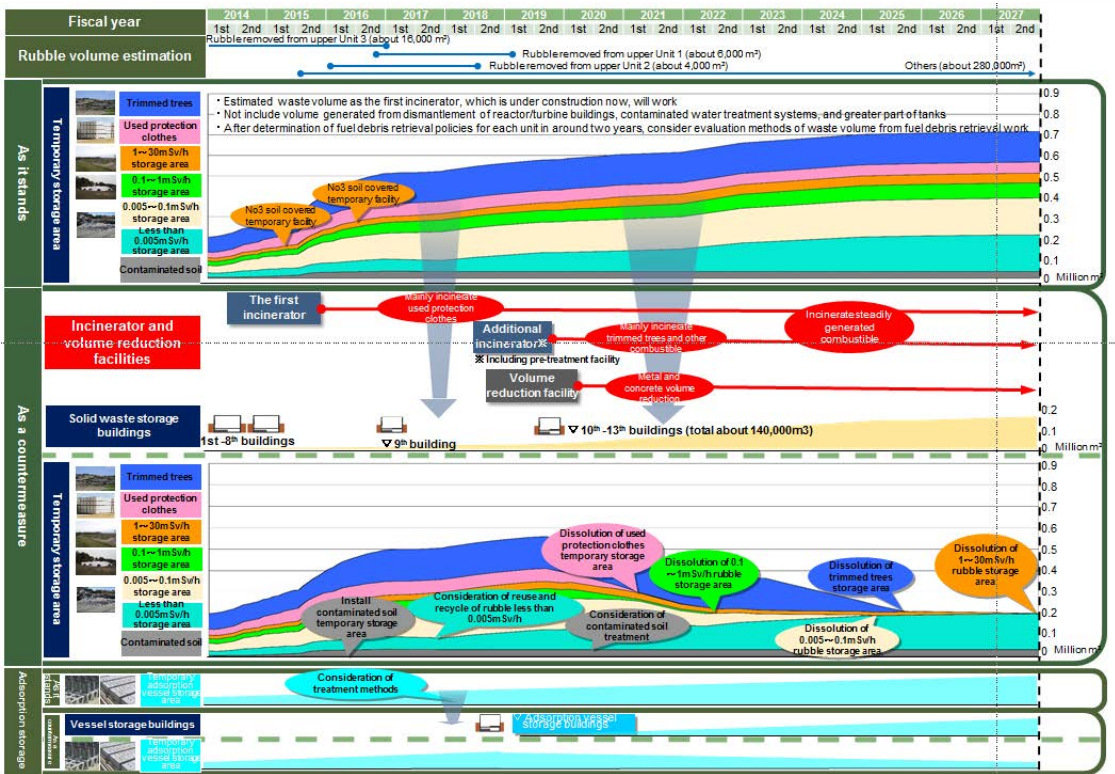 Fiscal year
2014 2015 2016 2017 2018 2019 2020 2021 2022 2023 2024 2025 2026 2027
1st 2nd 1st 2nd 1st 2nd 1st 2nd 1st 2nd 1st 2nd 1st 2nd 1st 2nd 1st 2nd 1st 2nd 1st 2nd 1st 2nd 1st 2nd 1st 2nd
Rubble volume estimation
Rubble removed from upper Unit 3 (about 16,000 m³)
Rubble removed from upper Unit 1 (about 6,000 m³)
Rubble removed from upper Unit 2 (about 4,000 m³)
Others (about 280,000m³)
As it stands
Temporary storage area
Trimmed trees
Used protection
clothes
1~30mSv/h
storage area
0.1~1mSv/h
storage area
0.005~0.1mSv/h
storage area
Less than
0.005mSv/h
storage area
Contaminated soil
• Estimated waste volume as the first incinerator, which is under construction now, will work
• Not include volume generated from dismantlement of reactor/turbine buildings, contaminated water treatment systems, and greater part of tanks
• After determination of fuel debris retrieval policies for each unit in around two years, consider evaluation methods of waste volume from fuel debris retrieval work
No3 soil covered
temporary facility
No3 soil covered
temporary facility
0.9
0.8
0.7
0.6
0.5
0.4
0.3
0.2
0.1
0 Million m³
As a countermeasure
Incinerator and
volume reduction
facilities
The first
incinerator
Mainly incinerate
used protection
clothes
Additional
incinerator※
※ Including pre-treatment facility
Mainly incinerate
trimmed trees and other
combustible
Incinerate steadily
generated
combustible
Volume
reduction facility
Metal and
concrete volume
reduction
Solid waste storage
buildings
1st -8th buildings
▽ 9th building
▽ 10th -13th buildings (total about 140,000m3)
0.2
0.1
Million m³
Temporary storage area
Trimmed trees
Used protection
clothes
1~30mSv/h
storage area
0.1~1mSv/h
storage area
0.005~0.1mSv/h
storage area
Less than
0.005mSv/h
storage area
Contaminated soil
Install
contaminated soil
temporary storage
area
Consideration of reuse and
recycle of rubble less than
0.005mSv/h
Dissolution of used
protection clothes
temporary storage
area
Consideration of
contaminated soil
treatment
Dissolution of 0.1
~1mSv/h rubble
storage area
Dissolution of
trimmed trees
storage area
Dissolution of
0.005~0.1mSv/h
rubble storage area
Dissolution of
1~30mSv/h
rubble storage
area
0.9
0.8
0.7
0.6
0.5
0.4
0.3
0.2
0.1
0 Million m³
Adsorption storage
As it
stands
Temporary
adsorption
vessel storage
area
Consideration of
treatment methods
As a
countermeasure
Vessel storage buildings
▽ Adsorption vessel
storage buildings
Temporary
adsorption
vessel storage
area